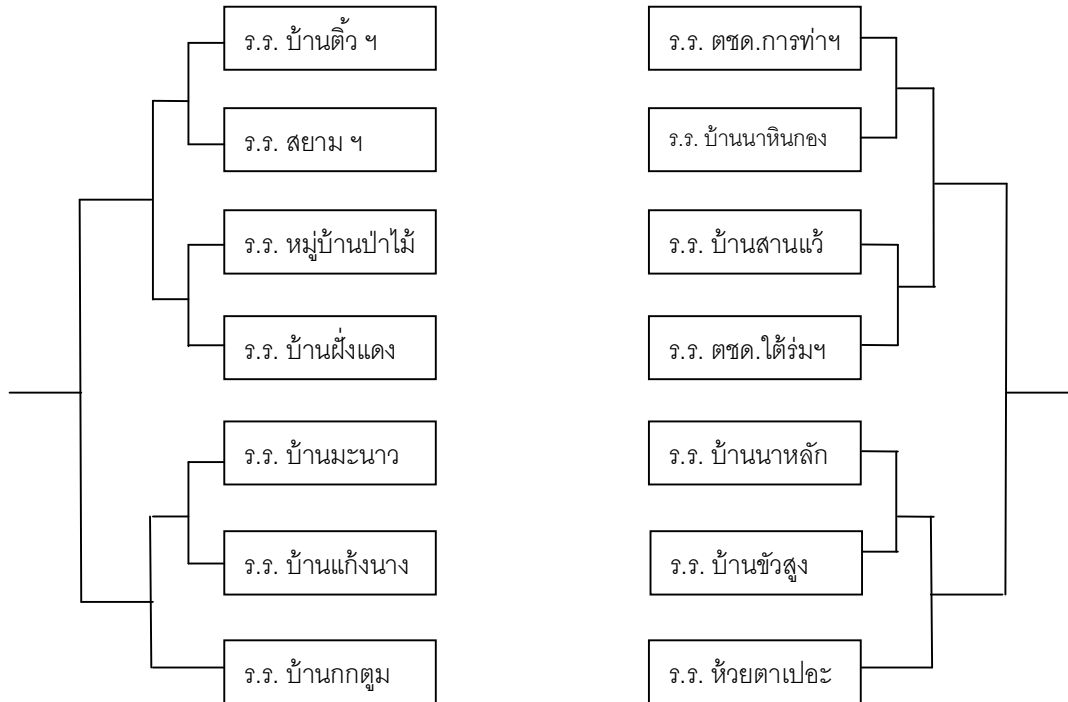 ร.ร. บ้านติ้ว ฯ
ร.ร. สยาม ฯ
ร.ร. หมู่บ้านป่าไม้
ร.ร. บ้านฝั่งแดง
ร.ร. บ้านมะนาว
ร.ร. บ้านแก้งนาง
ร.ร. บ้านกกตูม
ร.ร. ตชด.การท่าฯ
ร.ร. บ้านนาหินกอง
ร.ร. บ้านสานแว้
ร.ร. ตชด.ใต้ร่มฯ
ร.ร. บ้านนาหลัก
ร.ร. บ้านขัวสูง
ร.ร. ห้วยตาเปอะ